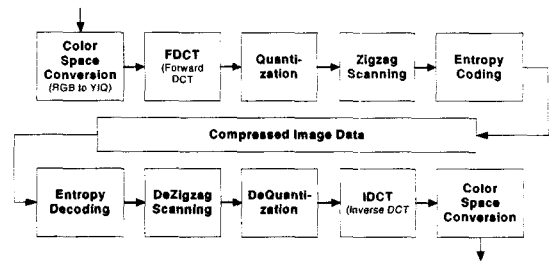 Color
Space
Conversion
(RGB to YIQ)
FDCT
(Forward
DCT
Quanti-
zation
Zigzag
Scanning
Entropy
Coding
Compressed Image Data
Entropy
Decoding
DeZigzag
Scanning
DeQuanti-
zation
IDCT
(Inverse DCT
Color
Space
Conversion